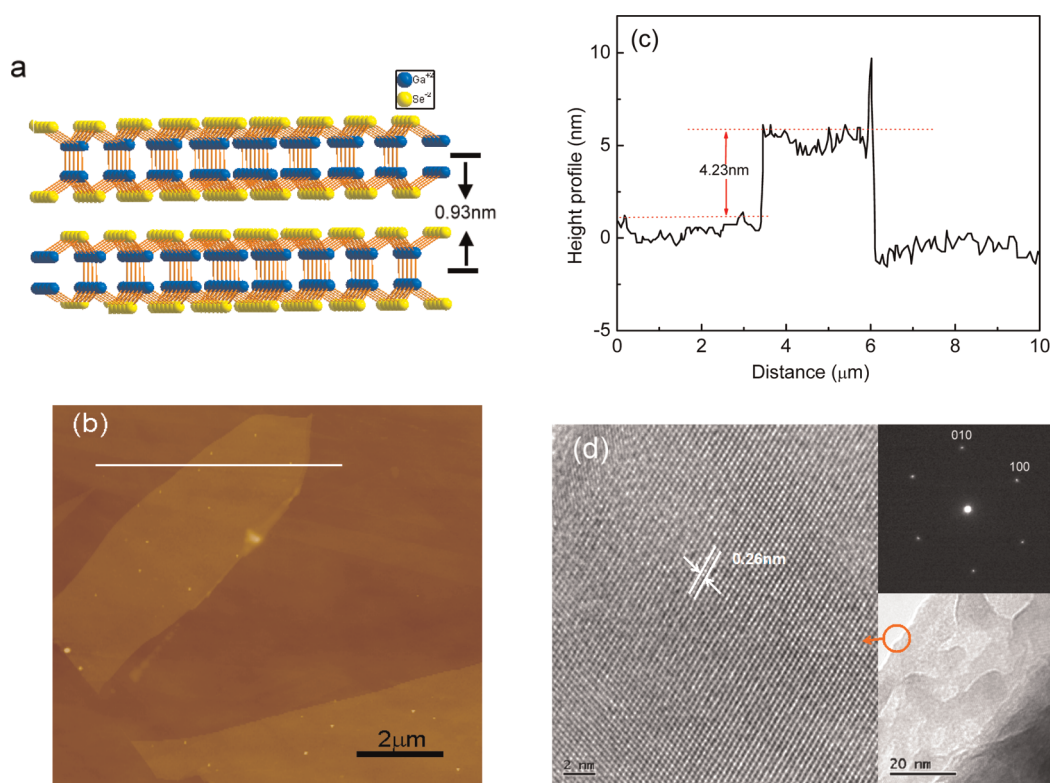 a
Ga+2
Se-2
0.93nm
(c)
Height profile (nm)
10
5
0
-5
4.23nm
0
2
4
6
8
10
Distance (μm)
(b)
2μm
(d)
0.26nm
2 nm
010
100
20 nm